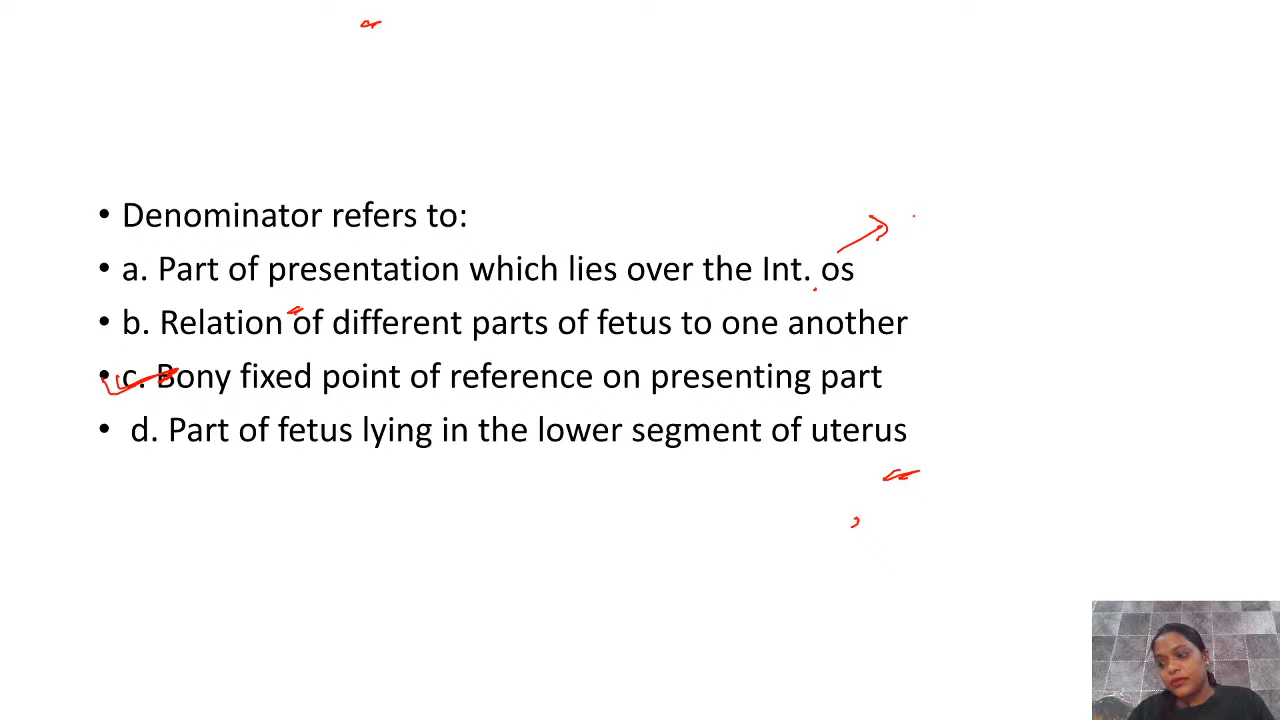 • Denominator refers to:
• a. Part of presentation which lies over the Int. os
• b. Relation of different parts of fetus to one another
• c. Bony fixed point of reference on presenting part
• d. Part of fetus lying in the lower segment of uterus